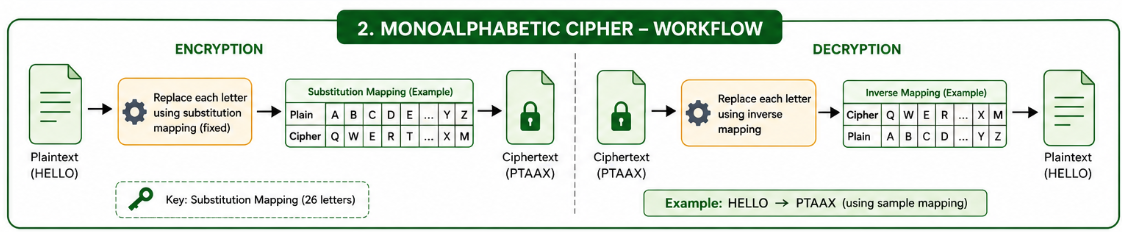 2. MONOALPHABETIC CIPHER – WORKFLOW
ENCRYPTION
Plaintext
(HELLO)
Replace each letter
using substitution
mapping (fixed)
Substitution Mapping (Example)
Plain A B C D E ... Y Z
Cipher Q W E R T ... X M
Ciphertext
(PTAAX)
Key: Substitution Mapping (26 letters)
DECRYPTION
Ciphertext
(PTAAX)
Replace each letter
using inverse
mapping
Inverse Mapping (Example)
Cipher Q W E R ... X M
Plain A B C D ... Y Z
Plaintext
(HELLO)
Example: HELLO → PTAAX (using sample mapping)